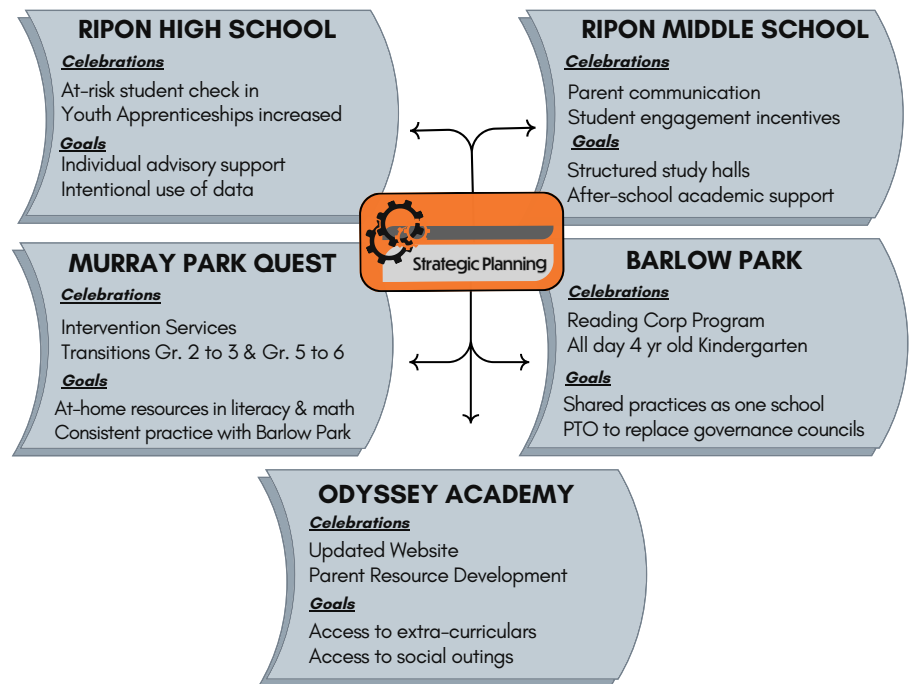 RIPON HIGH SCHOOL
Celebrations
At-risk student check in
Youth Apprenticeships increased
Goals
Individual advisory support
Intentional use of data
RIPON MIDDLE SCHOOL
Celebrations
Parent communication
Student engagement incentives
Goals
Structured study halls
After-school academic support
Strategic Planning
MURRAY PARK QUEST
Celebrations
Intervention Services
Transitions Gr. 2 to 3 & Gr. 5 to 6
Goals
At-home resources in literacy & math
Consistent practice with Barlow Park
BARLOW PARK
Celebrations
Reading Corp Program
All day 4 yr old Kindergarten
Goals
Shared practices as one school
PTO to replace governance councils
ODYSSEY ACADEMY
Celebrations
Updated Website
Parent Resource Development
Goals
Access to extra-curriculars
Access to social outings